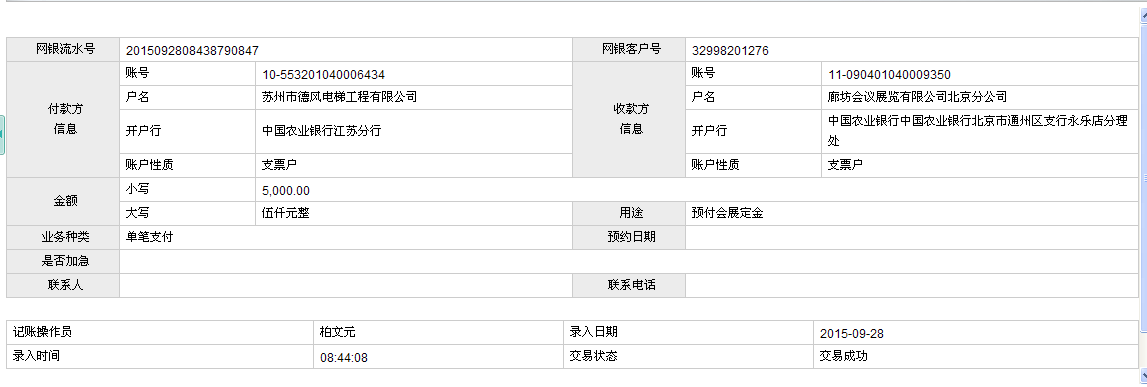 网银流水号 2015092808438790847 网银客户号 32998201276
付款方信息 账号 10-553201040006434 收款方信息 账号 11-090401040009350
户名 苏州市德风电梯工程有限公司 户名 廊坊会议展览有限公司北京分公司
开户行 中国农业银行江苏分行 开户行 中国农业银行中国农业银行北京市通州区支行永乐店分理处
账户性质 支票户 账户性质 支票户
金额 小写 5,000.00
大写 伍仟元整 用途 预付会展定金
业务种类 单笔支付 预约日期
是否加急
联系人 联系电话
记账操作员 柏文元 录入日期 2015-09-28
录入时间 08:44:08 交易状态 交易成功